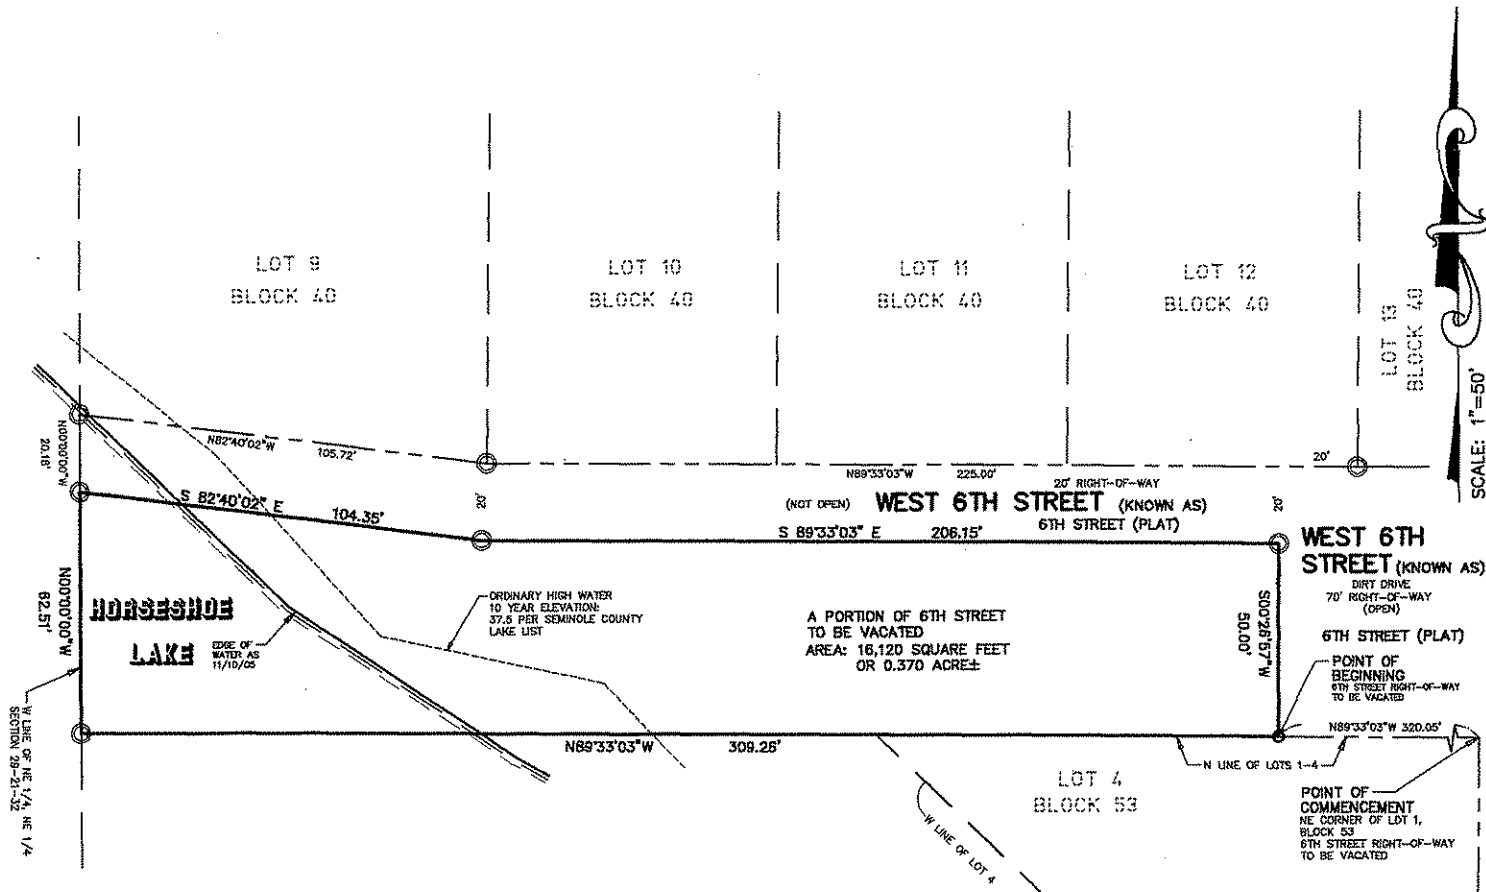 LOT 9
BLOCK 40
LOT 10
BLOCK 40
LOT 11
BLOCK 40
LOT 12
BLOCK 40
LOT 13
BLOCK 40
SCALE: 1"=50'
N00°00'00"W
20.16'
N82°40'02"W
105.72'
N89°33'03"W 225.00'
20'
20' RIGHT-OF-WAY
(NOT OPEN) WEST 6TH STREET (KNOWN AS)
6TH STREET (PLAT)
20'
20'
S 82°40'02" E
104.35'
S 89°33'03" E 206.15'
WEST 6TH
STREET (KNOWN AS)
DIRT DRIVE
70' RIGHT-OF-WAY
(OPEN)
6TH STREET (PLAT)
N00°00'00"W
62.51'
HORSESHOE
LAKE
EDGE OF
WATER AS
11/10/05
ORDINARY HIGH WATER
10 YEAR ELEVATION:
37.5 PER SEMINOLE COUNTY
LAKE LIST
A PORTION OF 6TH STREET
TO BE VACATED
AREA: 16,120 SQUARE FEET
OR 0.370 ACRE±
S00°26'57"W
50.00'
POINT OF
BEGINNING
6TH STREET RIGHT-OF-WAY
TO BE VACATED
N89°33'03"W 320.05'
N89°33'03"W 309.25'
N LINE OF LOTS 1-4
W LINE OF NE 1/4, NE 1/4
SECTION 29-21-32
LOT 4
BLOCK 53
W LINE OF LOT 4
POINT OF
COMMENCEMENT
NE CORNER OF LOT 1,
BLOCK 53
6TH STREET RIGHT-OF-WAY
TO BE VACATED